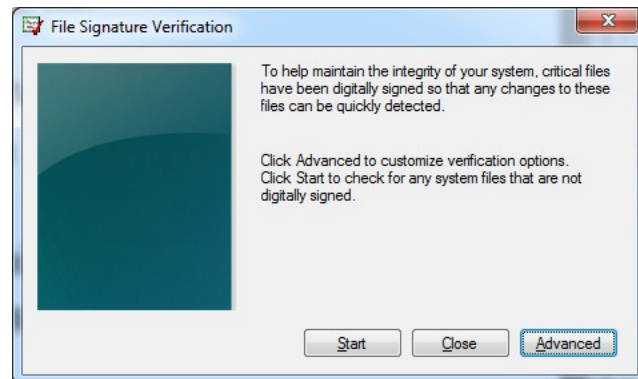 File Signature Verification
To help maintain the integrity of your system, critical files
have been digitally signed so that any changes to these
files can be quickly detected.
Click Advanced to customize verification options.
Click Start to check for any system files that are not
digitally signed.
Start Close Advanced